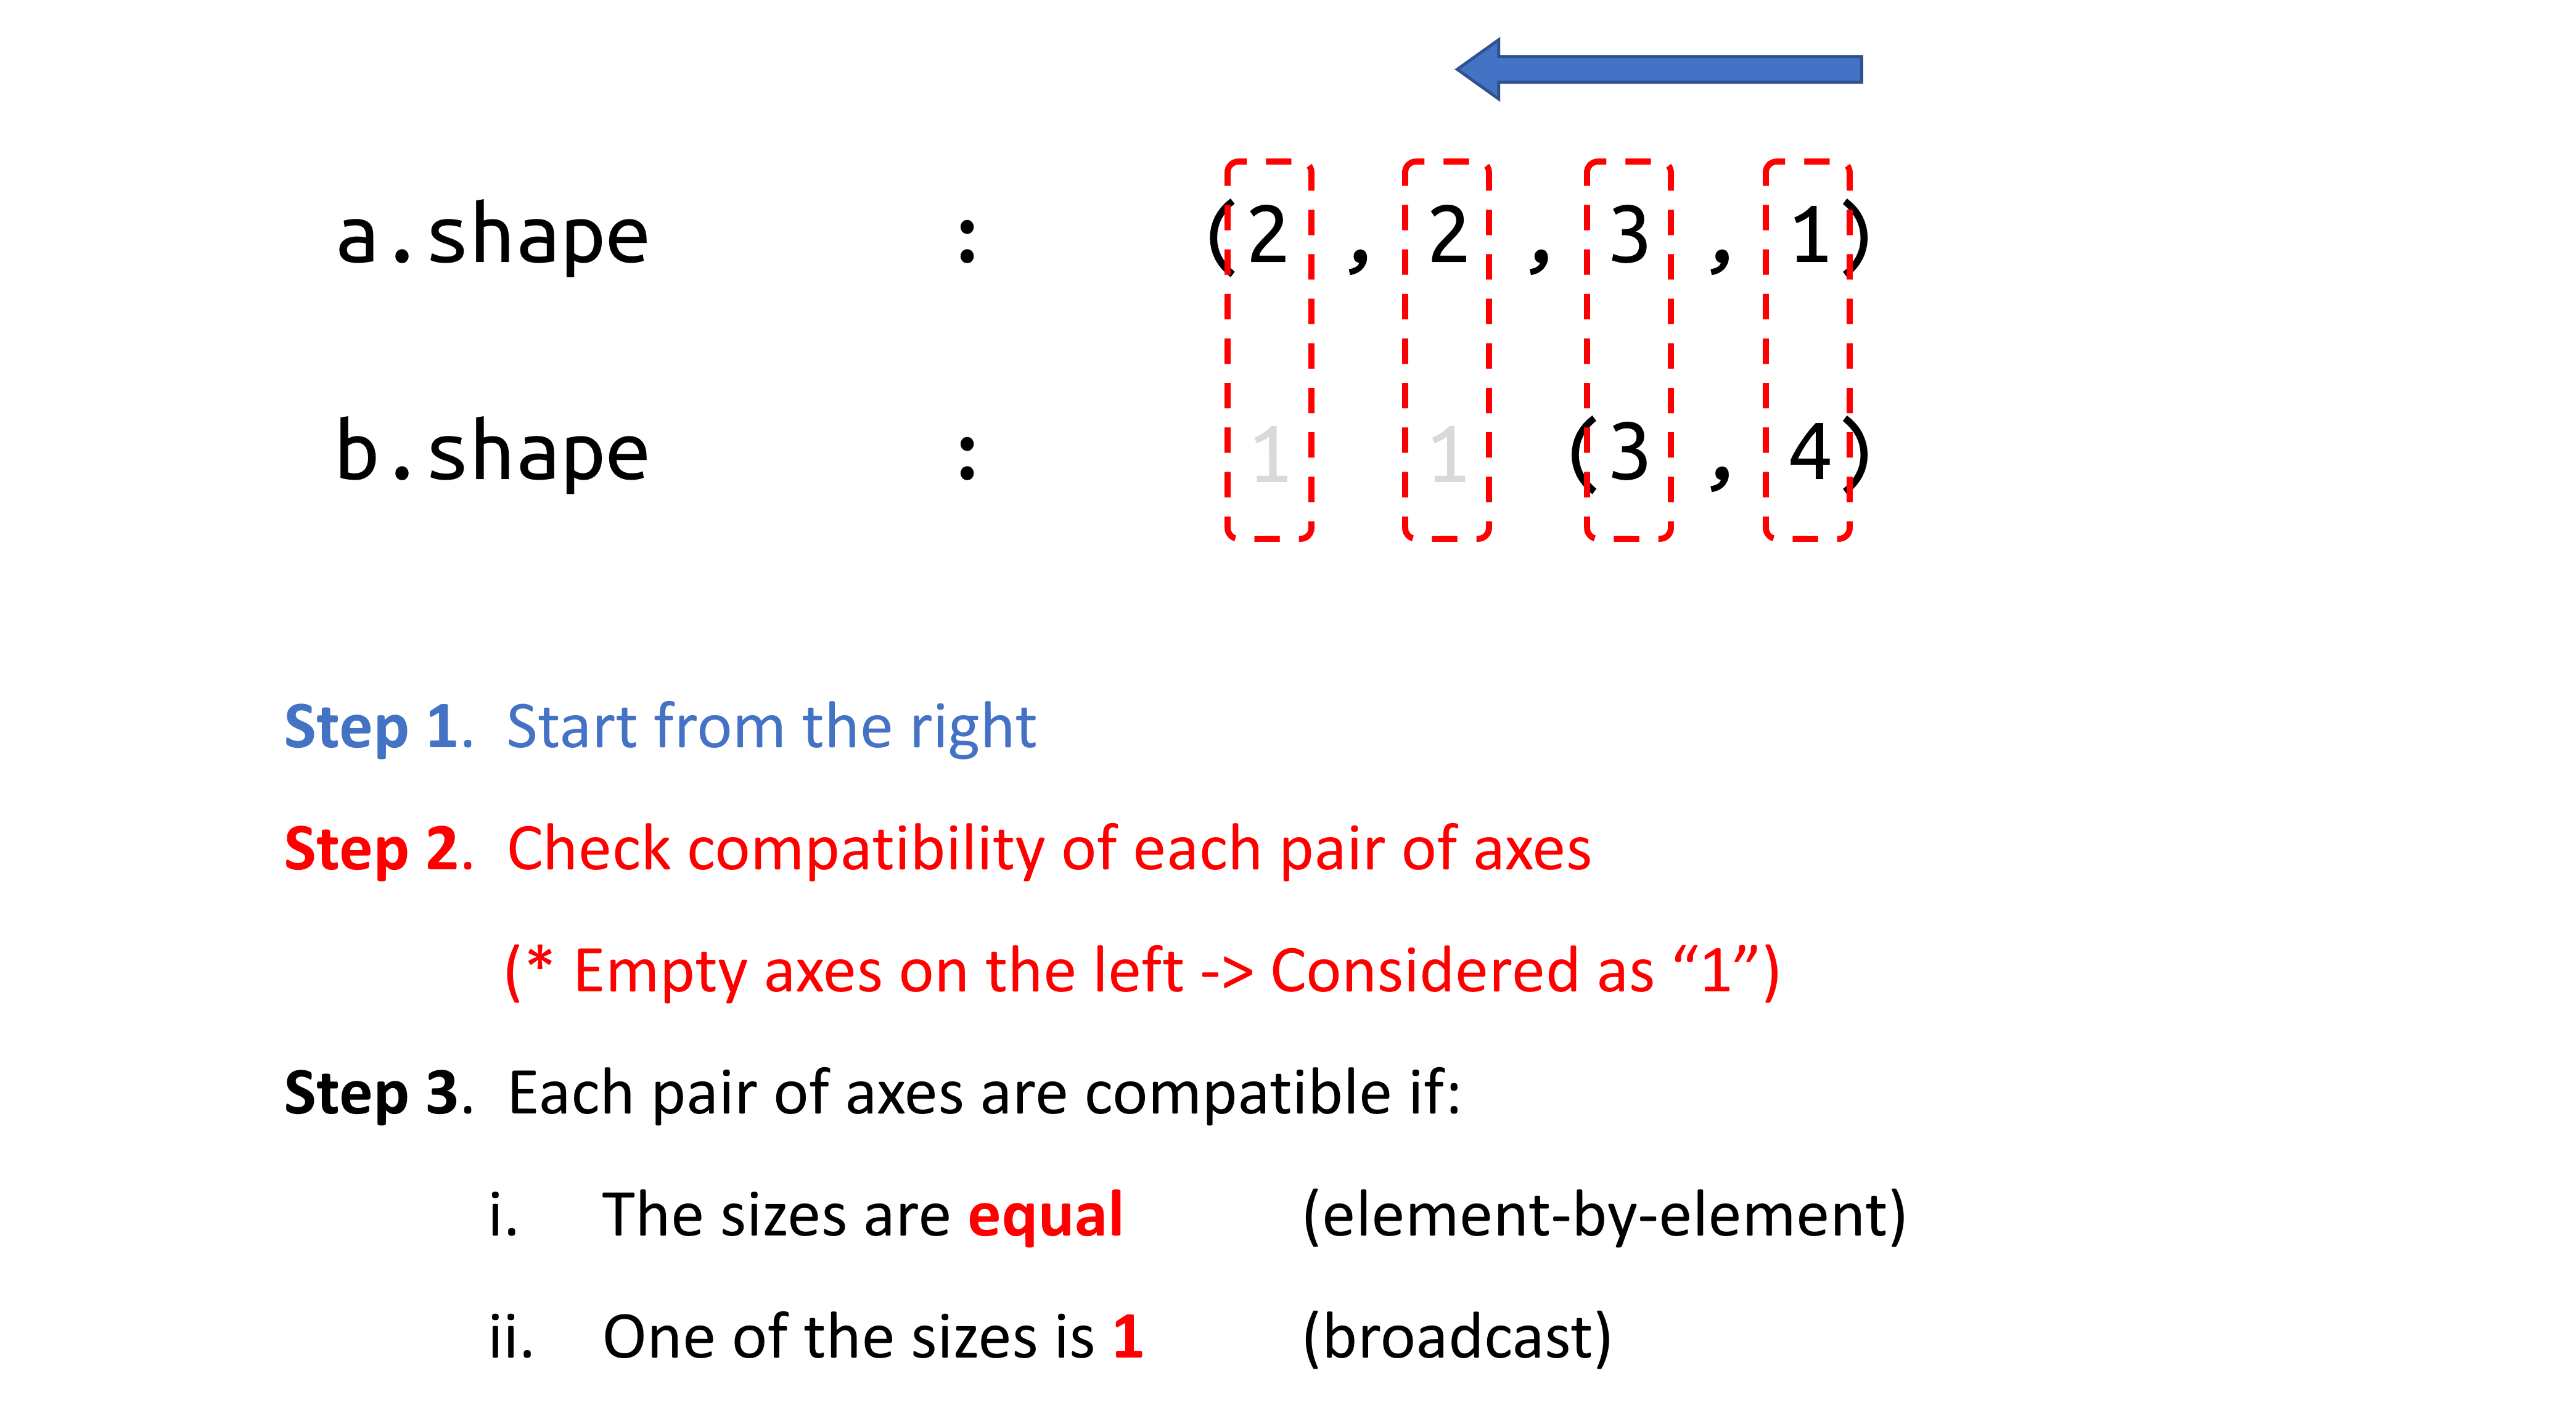 a.shape : (2 , 2 , 3 , 1)
b.shape : 1 1 (3 , 4)
Step 1. Start from the right
Step 2. Check compatibility of each pair of axes
(* Empty axes on the left -> Considered as “1”)
Step 3. Each pair of axes are compatible if:
i. The sizes are equal (element-by-element)
ii. One of the sizes is 1 (broadcast)